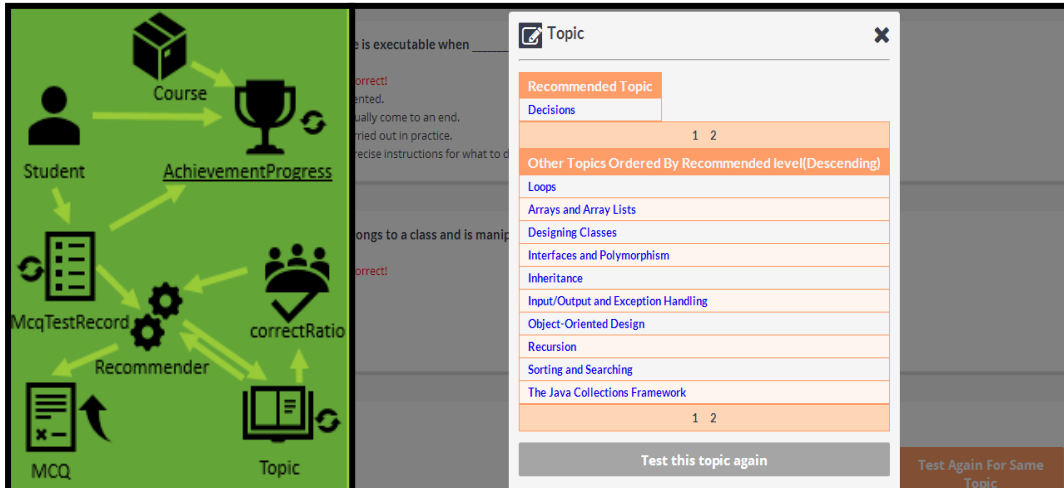 Course
Student
AchievementProgress
McqTestRecord
correctRatio
Recommender
MCQ
Topic
e is executable when
orrect!
ented.
ually come to an end.
rried out in practice.
recise instructions for what to d
ongs to a class and is manip
orrect!
Topic
Recommended Topic
Decisions
1 2
Other Topics Ordered By Recommended level(Descending)
Loops
Arrays and Array Lists
Designing Classes
Interfaces and Polymorphism
Inheritance
Input/Output and Exception Handling
Object-Oriented Design
Recursion
Sorting and Searching
The Java Collections Framework
1 2
Test this topic again
Test Again For Same
Topic